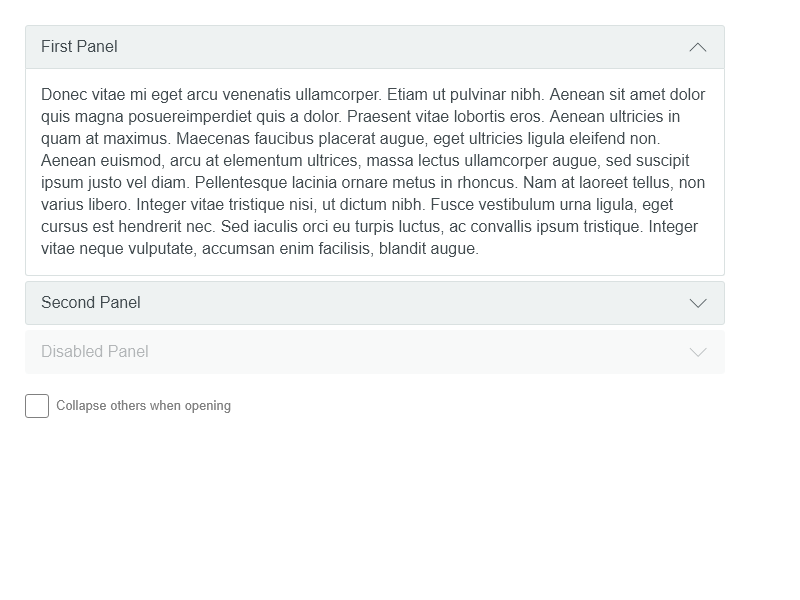 First Panel
Donec vitae mi eget arcu venenatis ullamcorper. Etiam ut pulvinar nibh. Aenean sit amet dolor
quis magna posuereimperdiet quis a dolor. Praesent vitae lobortis eros. Aenean ultricies in
quam at maximus. Maecenas faucibus placerat augue, eget ultricies ligula eleifend non.
Aenean euismod, arcu at elementum ultrices, massa lectus ullamcorper augue, sed suscipit
ipsum justo vel diam. Pellentesque lacinia ornare metus in rhoncus. Nam at laoreet tellus, non
varius libero. Integer vitae tristique nisi, ut dictum nibh. Fusce vestibulum urna ligula, eget
cursus est hendrerit nec. Sed iaculis orci eu turpis luctus, ac convallis ipsum tristique. Integer
vitae neque vulputate, accumsan enim facilisis, blandit augue.
Second Panel
Disabled Panel
Collapse others when opening